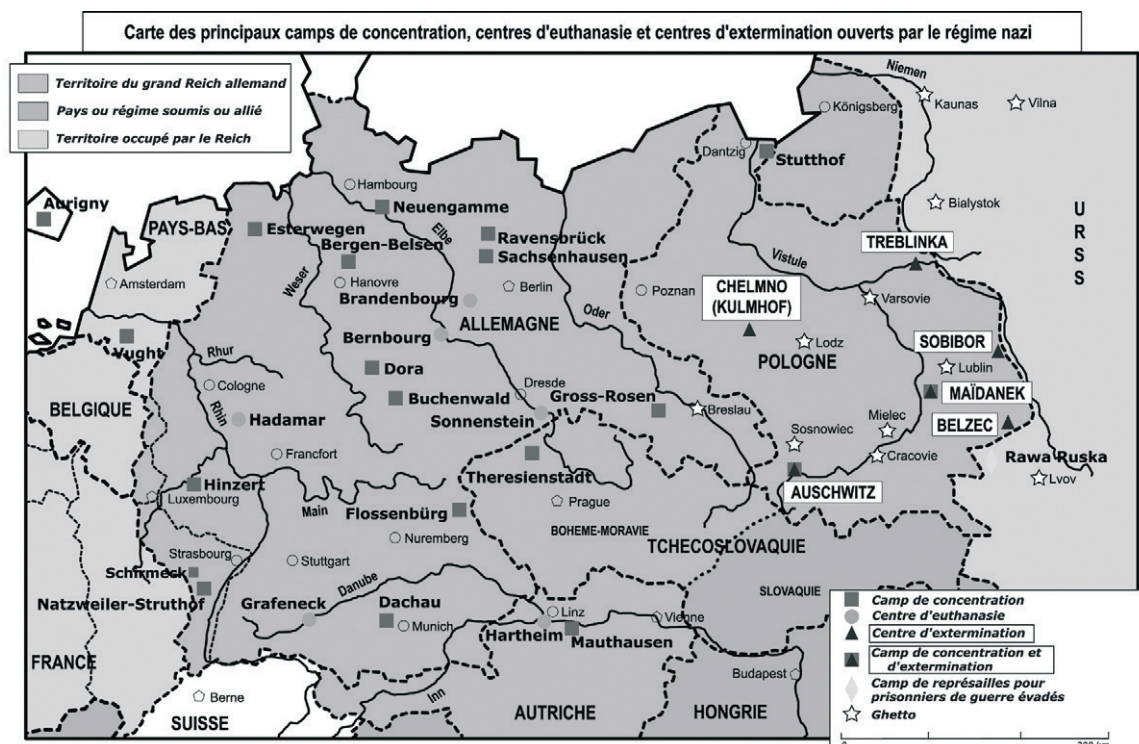 Carte des principaux camps de concentration, centres d'euthanasie et centres d'extermination ouverts par le régime nazi
Territoire du grand Reich allemand
Pays ou régime soumis ou allié
Territoire occupé par le Reich
Niemen
Königsberg
Kaunas
Vilna
Dantzig
Stutthof
Hambourg
Neuengamme
Aurigny
PAYS-BAS
Esterwegen
Elbe
Bialystok
URSS
Ravensbrück
Bergen-Belsen
Sachsenhausen
TREBLINKA
Vistule
Weser
Amsterdam
Hanovre
Berlin
Poznan
CHELMNO
(KULMHOF)
Varsovie
Brandenbourg
Oder
ALLEMAGNE
Bernbourg
Vught
Lodz
SOBIBOR
Rhur
POLOGNE
Lublin
Dora
Cologne
Dresde
MAÏDANEK
Rhin
Buchenwald
Gross-Rosen
BELGIQUE
Breslau
Hadamar
Sonnenstein
Mielec
BELZEC
Sosnowiec
Francfort
Cracovie
Rawa Ruska
Theresienstadt
Lvov
Hinzert
Luxembourg
AUSCHWITZ
Prague
Main
Flossenbürg
BOHEME-MORAVIE
Nuremberg
TCHECOSLOVAQUIE
Strasbourg
Stuttgart
Schirmeck
Danube
SLOVAQUIE
Natzweiler-Struthof
Grafeneck
Dachau
Linz
Vienne
Munich
Hartheim
Mauthausen
FRANCE
Budapest
Berne
Inn
SUISSE
AUTRICHE
HONGRIE
Camp de concentration
Centre d'euthanasie
Centre d'extermination
Camp de concentration et
d'extermination
Camp de représailles pour
prisonniers de guerre évadés
Ghetto
0